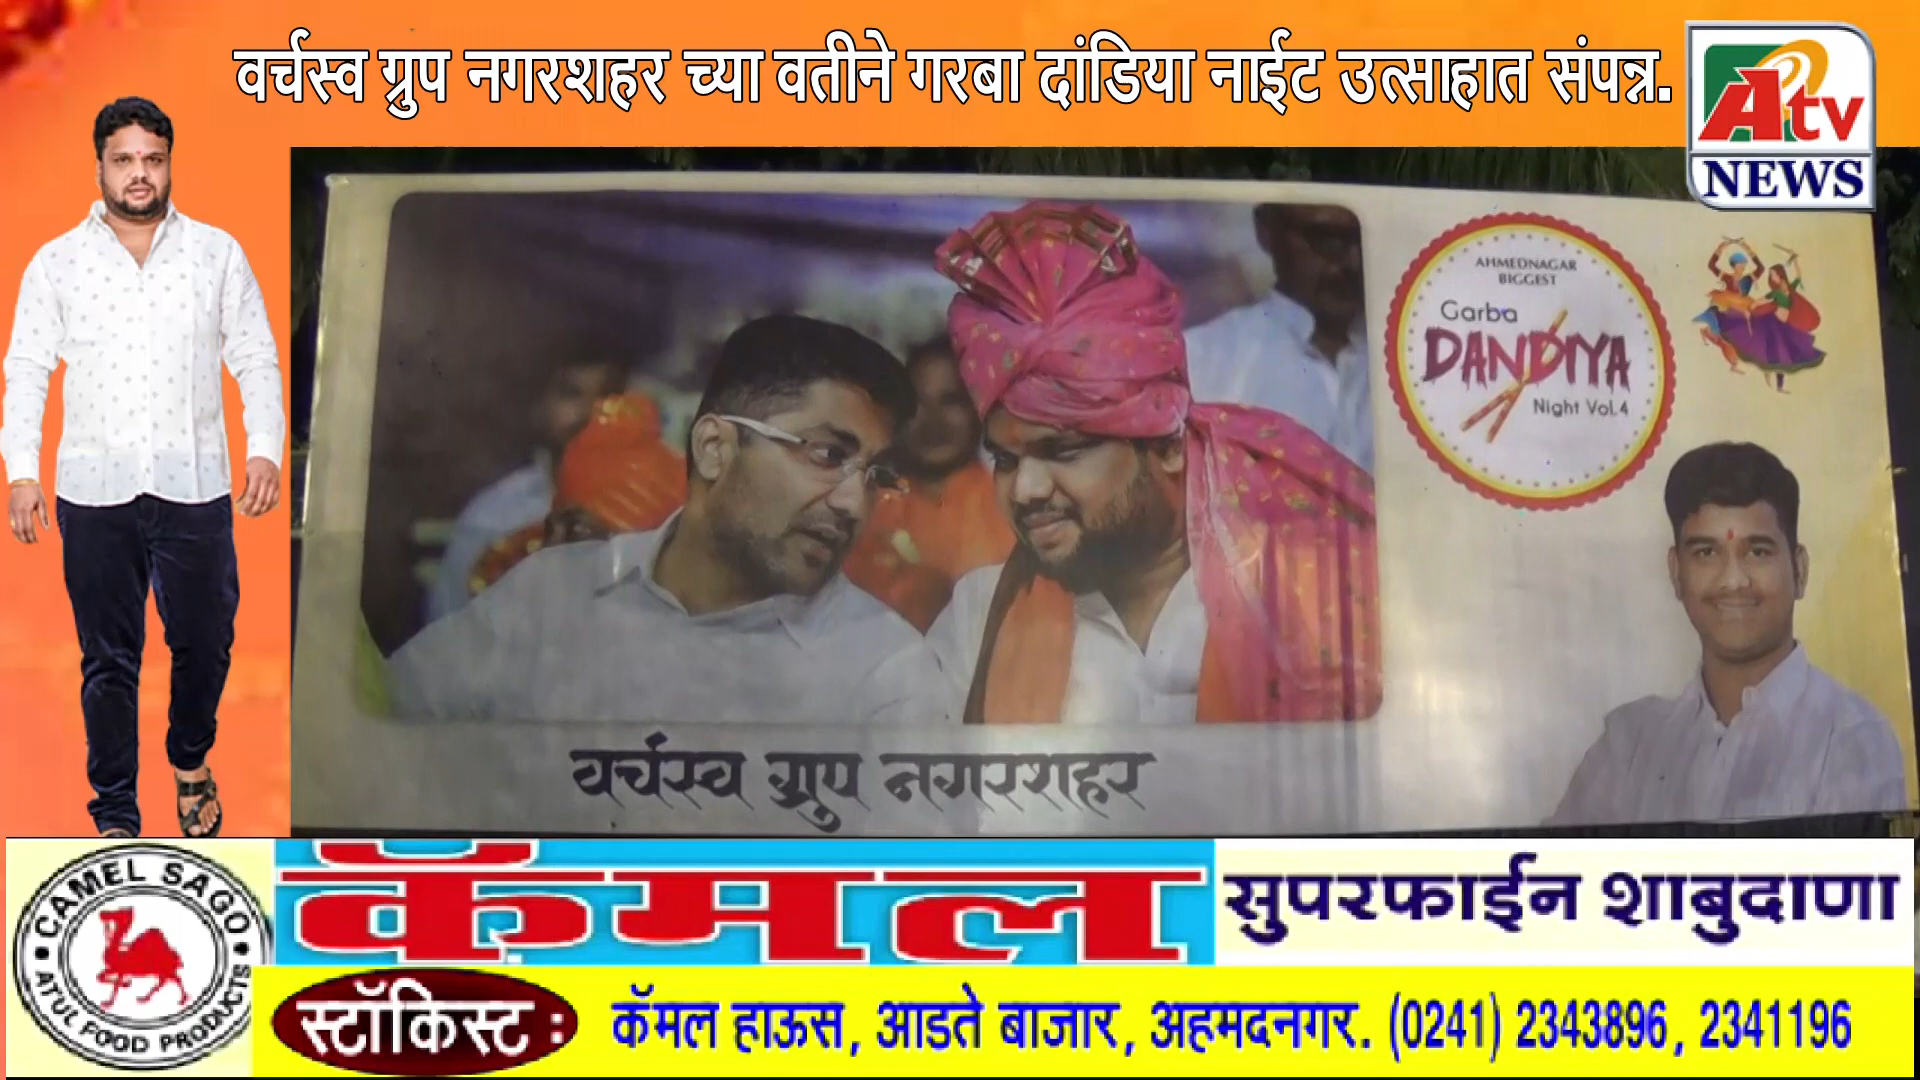 वर्चस्व ग्रुप नगरशहर च्या वतीने गरबा दांडिया नाईट उत्साहात संपन्न.
Atv
NEWS
AHMEDNAGAR
BIGGEST
Garba
DANDIYA
Night Vol.4
वर्चस्व ग्रुप नगरशहर
CAMEL SAGO
ATUL FOOD PRODUCTS
कॅमल
सुपरफाईन शाबुदाणा
स्टॉकिस्ट :
कॅमल हाऊस, आडते बाजार, अहमदनगर. (0241) 2343896, 2341196